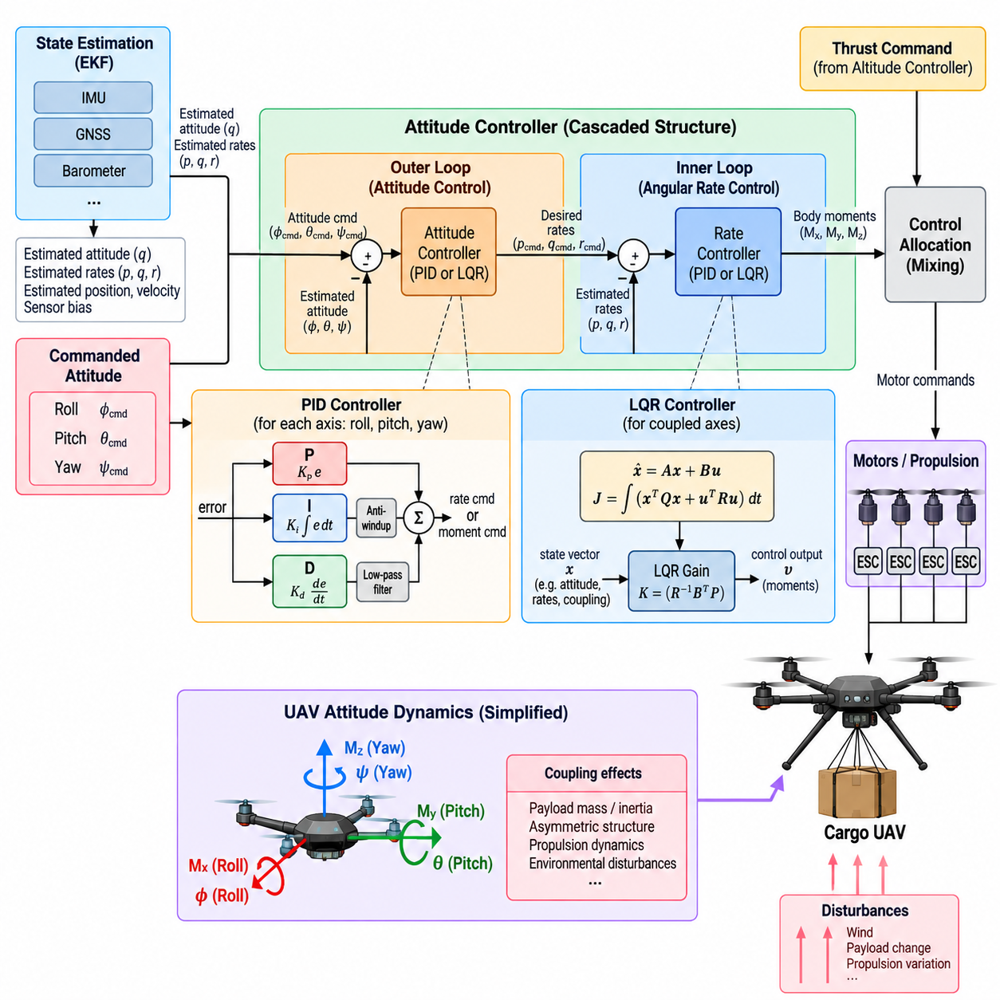 State Estimation
(EKF)
IMU
GNSS
Barometer
...
Estimated
attitude (q)
Estimated rates
(p, q, r)
Estimated attitude (q)
Estimated rates (p, q, r)
Estimated position, velocity
Sensor bias
Commanded
Attitude
Roll ϕcmd
Pitch θcmd
Yaw ψcmd
Attitude Controller (Cascaded Structure)
Outer Loop
(Attitude Control)
Attitude cmd
(ϕcmd, θcmd, ψcmd)
+
−
−
Attitude
Controller
(PID or LQR)
Estimated
attitude
(ϕ, θ, ψ)
Desired
rates
(pcmd, qcmd, rcmd)
Inner Loop
(Angular Rate Control)
+
−
−
Rate
Controller
(PID or LQR)
Estimated
rates
(p, q, r)
Body moments
(Mx, My, Mz)
Thrust Command
(from Altitude Controller)
Control
Allocation
(Mixing)
Motor commands
Motors / Propulsion
ESC ESC ESC ESC
PID Controller
(for each axis: roll, pitch, yaw)
error
P
Kp e
I
Ki ∫ e dt
Anti-
windup
D
Kd de/dt
Low-pass
filter
Σ
rate cmd
or
moment cmd
LQR Controller
(for coupled axes)
x̂ = Ax + Bu
J = ∫ (xᵀQx + uᵀRu) dt
state vector
x
(e.g. attitude,
rates, coupling)
LQR Gain
K = (R⁻¹BᵀP)
control output
υ
(moments)
UAV Attitude Dynamics (Simplified)
Mz (Yaw)
ψ (Yaw)
My (Pitch)
θ (Pitch)
Mx (Roll)
ϕ (Roll)
Coupling effects
Payload mass / inertia
Asymmetric structure
Propulsion dynamics
Environmental disturbances
...
Cargo UAV
Disturbances
Wind
Payload change
Propulsion variation
...